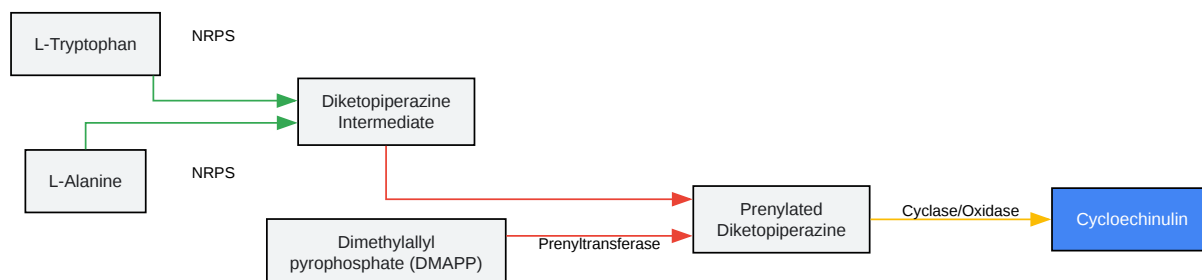 L-Tryptophan
NRPS
Diketopiperazine
Intermediate
L-Alanine
NRPS
Dimethylallyl
pyrophosphate (DMAPP)
Prenyltransferase
Prenylated
Diketopiperazine
Cyclase/Oxidase
Cycloechinulin